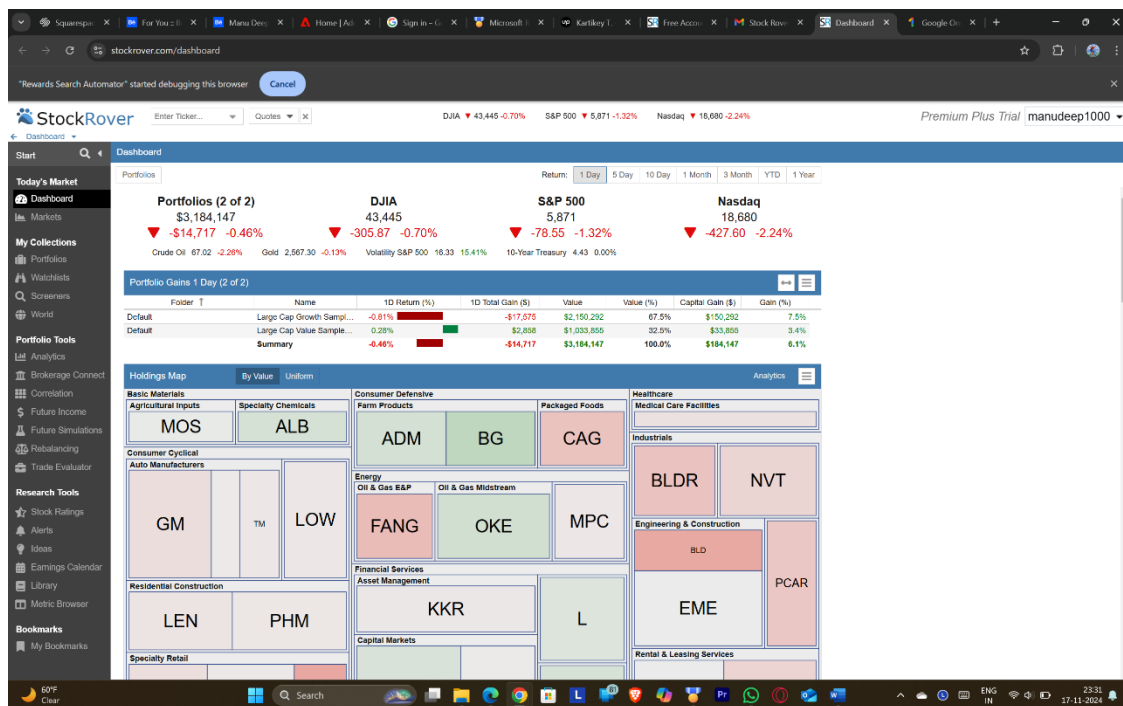 Squarespac
For You :: B
Manu Deep
Home | Ad
Sign in – G
Microsoft R
Kartikey T.
Free Accou
Stock Rove
Dashboard
Google On
stockrover.com/dashboard
"Rewards Search Automator" started debugging this browser
Cancel
StockRover
Enter Ticker...
Quotes
DJIA ▼ 43,445 -0.70% S&P 500 ▼ 5,871 -1.32% Nasdaq ▼ 18,680 -2.24%
Premium Plus Trial manudeep1000
Dashboard
Start
Today's Market
Dashboard
Markets
My Collections
Portfolios
Watchlists
Screeners
World
Portfolio Tools
Analytics
Brokerage Connect
Correlation
Future Income
Future Simulations
Rebalancing
Trade Evaluator
Research Tools
Stock Ratings
Alerts
Ideas
Earnings Calendar
Library
Metric Browser
Bookmarks
My Bookmarks
Dashboard
Portfolios
Return: 1 Day 5 Day 10 Day 1 Month 3 Month YTD 1 Year
Portfolios (2 of 2) DJIA S&P 500 Nasdaq
$3,184,147 43,445 5,871 18,680
▼ -$14,717 -0.46% ▼ -305.87 -0.70% ▼ -78.55 -1.32% ▼ -427.60 -2.24%
Crude Oil 67.02 -2.26% Gold 2,567.30 -0.13% Volatility S&P 500 16.33 15.41% 10-Year Treasury 4.43 0.00%
Portfolio Gains 1 Day (2 of 2)
Folder ↑ Name 1D Return (%) 1D Total Gain ($) Value Value (%) Capital Gain ($) Gain (%)
Default Large Cap Growth Sampl... -0.81% -$17,575 $2,150,292 67.5% $150,292 7.5%
Default Large Cap Value Sample... 0.28% $2,858 $1,033,855 32.5% $33,855 3.4%
Summary -0.46% -$14,717 $3,184,147 100.0% $184,147 6.1%
Holdings Map By Value Uniform Analytics
Basic Materials
Agricultural Inputs
MOS
Specialty Chemicals
ALB
Consumer Cyclical
Auto Manufacturers
GM
TM
LOW
Residential Construction
LEN
PHM
Specialty Retail
Consumer Defensive
Farm Products
ADM
BG
Packaged Foods
CAG
Energy
Oil & Gas E&P
FANG
Oil & Gas Midstream
OKE
MPC
Financial Services
Asset Management
KKR
L
Capital Markets
Healthcare
Medical Care Facilities
Industrials
BLDR
NVT
Engineering & Construction
BLD
EME
PCAR
Rental & Leasing Services
60°F
Clear
Search
ENG
IN
23:31
17-11-2024